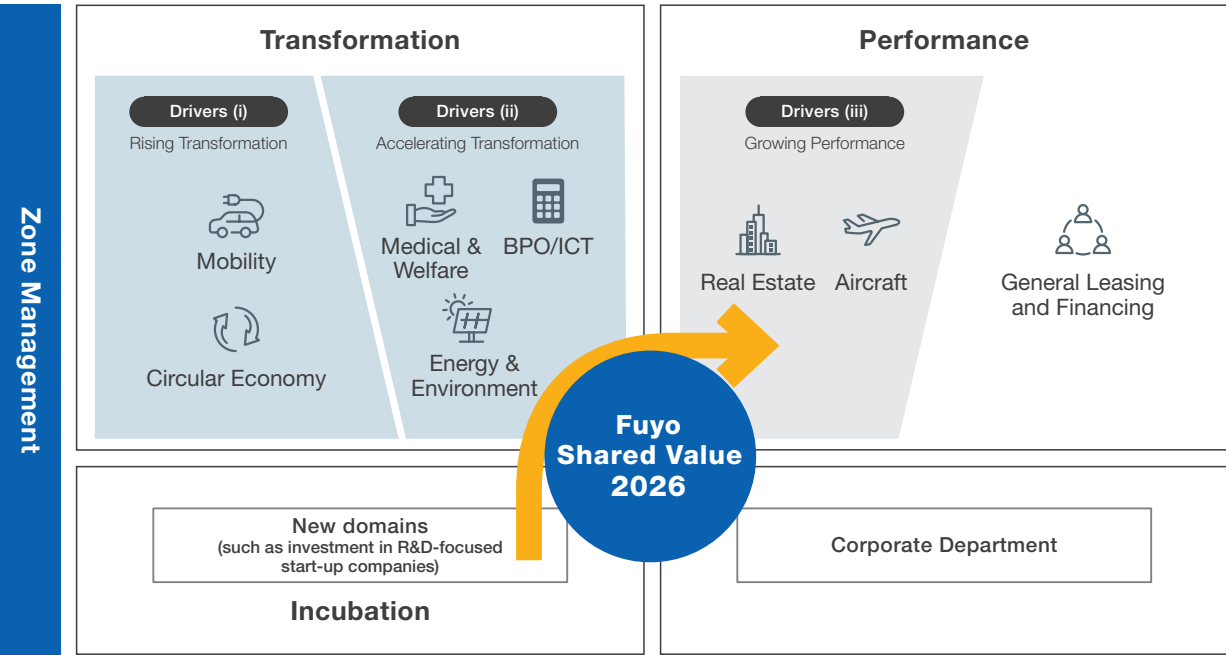 Zone Management
Transformation
Drivers (i)
Rising Transformation
Mobility
Circular Economy
Drivers (ii)
Accelerating Transformation
Medical &
Welfare
BPO/ICT
Energy &
Environment
Performance
Drivers (iii)
Growing Performance
Real Estate
Aircraft
General Leasing
and Financing
Fuyo
Shared Value
2026
New domains
(such as investment in R&D-focused
start-up companies)
Incubation
Corporate Department